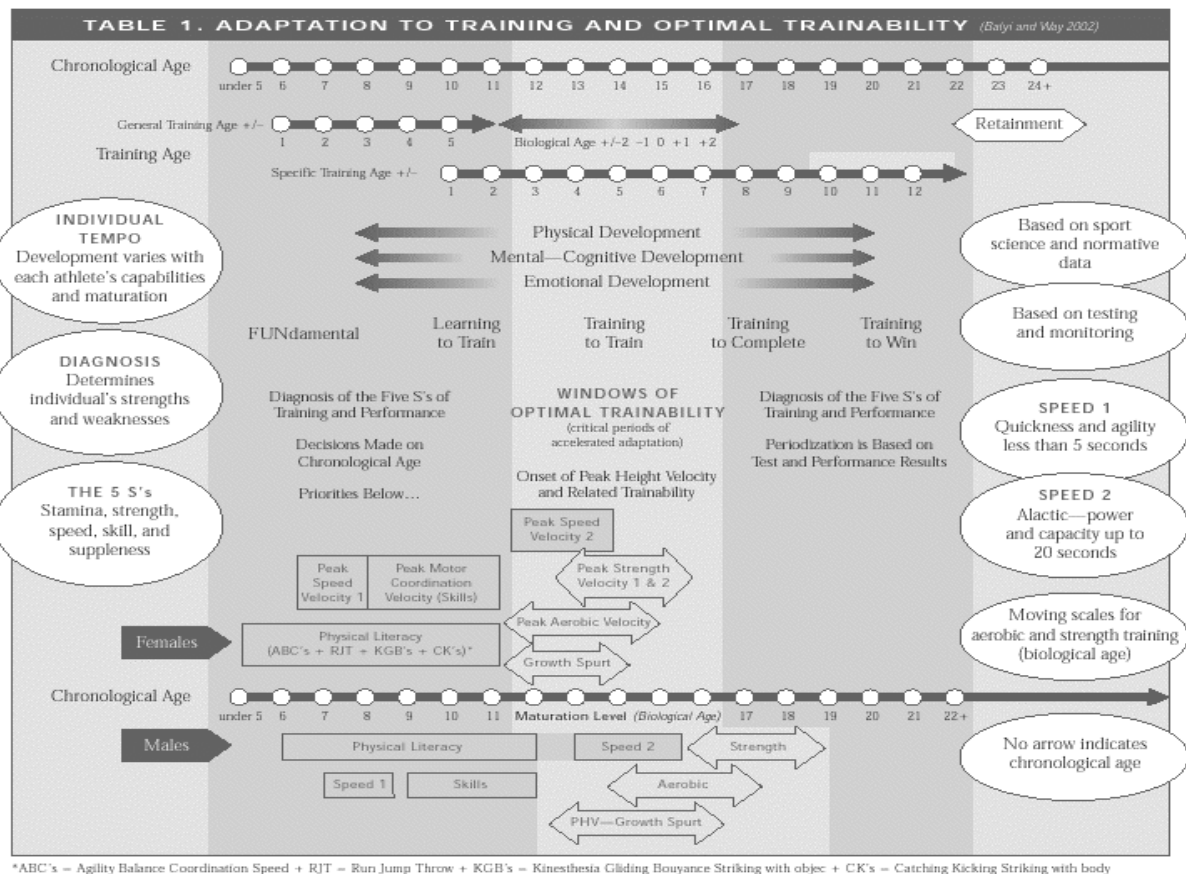 TABLE 1. ADAPTATION TO TRAINING AND OPTIMAL TRAINABILITY (Balyi and Way 2002)
Chronological Age
under 5 6 7 8 9 10 11 12 13 14 15 16 17 18 19 20 21 22 23 24+
General Training Age +/–
1 2 3 4 5
Biological Age +/–2 –1 0 +1 +2
Retainment
Training Age
Specific Training Age +/–
1 2 3 4 5 6 7 8 9 10 11 12
INDIVIDUAL
TEMPO
Development varies with
each athlete's capabilities
and maturation
Physical Development
Mental—Cognitive Development
Emotional Development
Based on sport
science and normative
data
FUNdamental
Learning
to Train
Training
to Train
Training
to Complete
Training
to Win
Based on testing
and monitoring
DIAGNOSIS
Determines
individual's strengths
and weaknesses
Diagnosis of the Five S's of
Training and Performance
Decisions Made on
Chronological Age
Priorities Below...
WINDOWS OF
OPTIMAL TRAINABILITY
(critical periods of
accelerated adaptation)
Onset of Peak Height Velocity
and Related Trainability
Diagnosis of the Five S's of
Training and Performance
Periodization is Based on
Test and Performance Results
SPEED 1
Quickness and agility
less than 5 seconds
THE 5 S's
Stamina, strength,
speed, skill, and
suppleness
SPEED 2
Alactic—power
and capacity up to
20 seconds
Peak Speed
Velocity 2
Peak
Speed
Velocity 1
Peak Motor
Coordination
Velocity (Skills)
Peak Strength
Velocity 1 & 2
Peak Aerobic Velocity
Moving scales for
aerobic and strength training
(biological age)
Females
Physical Literacy
(ABC's + RJT + KGB's + CK's)*
Growth Spurt
Chronological Age
under 5 6 7 8 9 10 11 Maturation Level (Biological Age) 17 18 19 20 21 22+
Males
Physical Literacy
Speed 2
Strength
No arrow indicates
chronological age
Speed 1
Skills
Aerobic
PHV—Growth Spurt
*ABC's = Agility Balance Coordination Speed + RJT = Run Jump Throw + KGB's = Kinesthesia Gliding Bouyance Striking with objec + CK's = Catching Kicking Striking with body